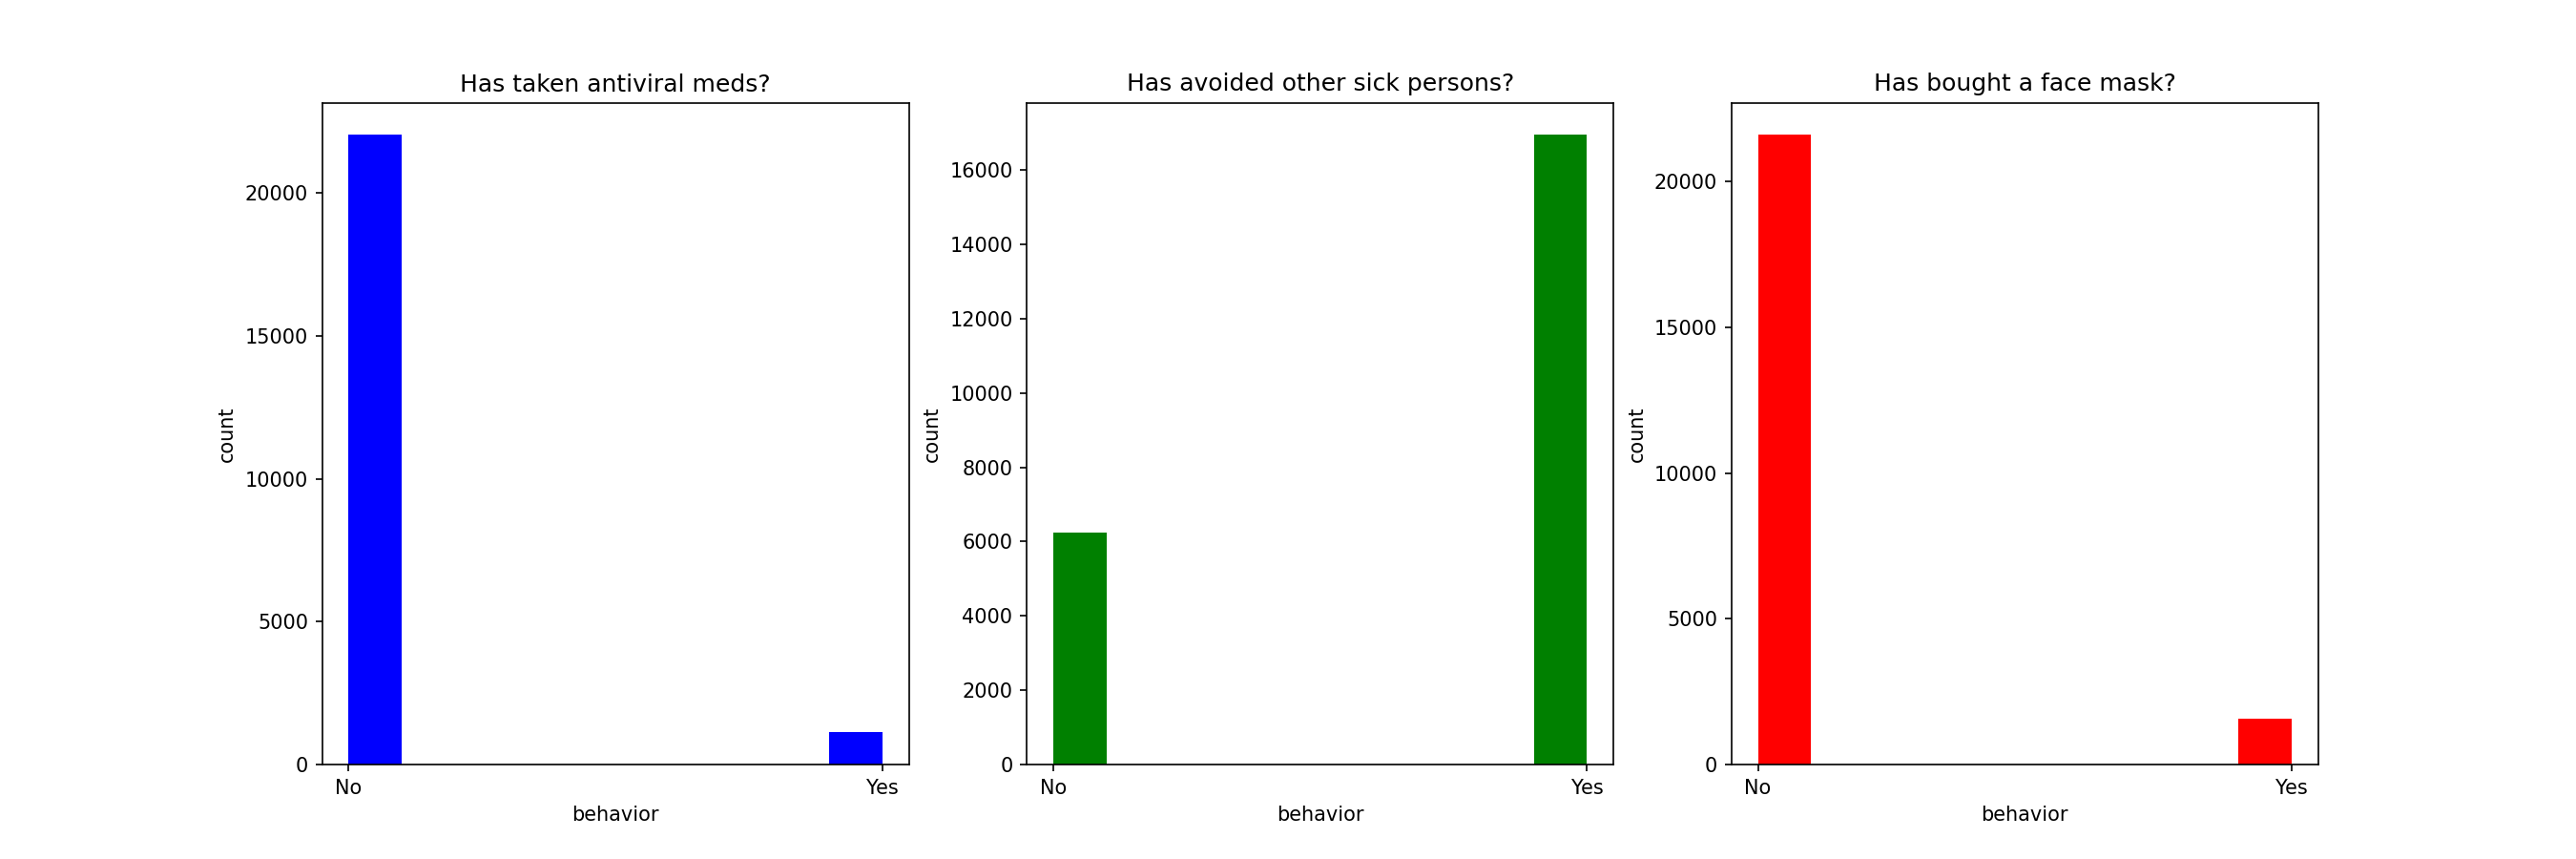 Has taken antiviral meds?
20000
15000
10000
5000
0
count
No
Yes
behavior
Has avoided other sick persons?
16000
14000
12000
10000
8000
6000
4000
2000
0
count
No
Yes
behavior
Has bought a face mask?
20000
15000
10000
5000
0
count
No
Yes
behavior